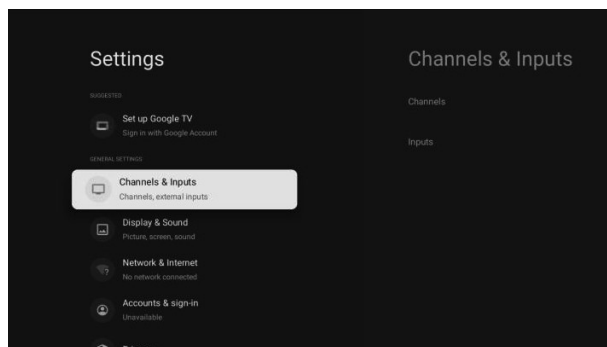 Settings
SUGGESTED
Set up Google TV
Sign in with Google Account
GENERAL SETTINGS
Channels & Inputs
Channels, external inputs
Display & Sound
Picture, screen, sound
Network & Internet
No network connected
Accounts & sign-in
Unavailable
Channels & Inputs
Channels
Inputs